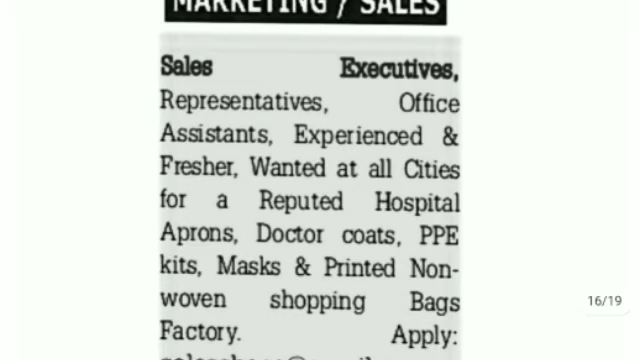 MARKETING / SALES
Sales Executives,
Representatives, Office
Assistants, Experienced &
Fresher, Wanted at all Cities
for a Reputed Hospital
Aprons, Doctor coats, PPE
kits, Masks & Printed Non-
woven shopping Bags
Factory. Apply:
16/19